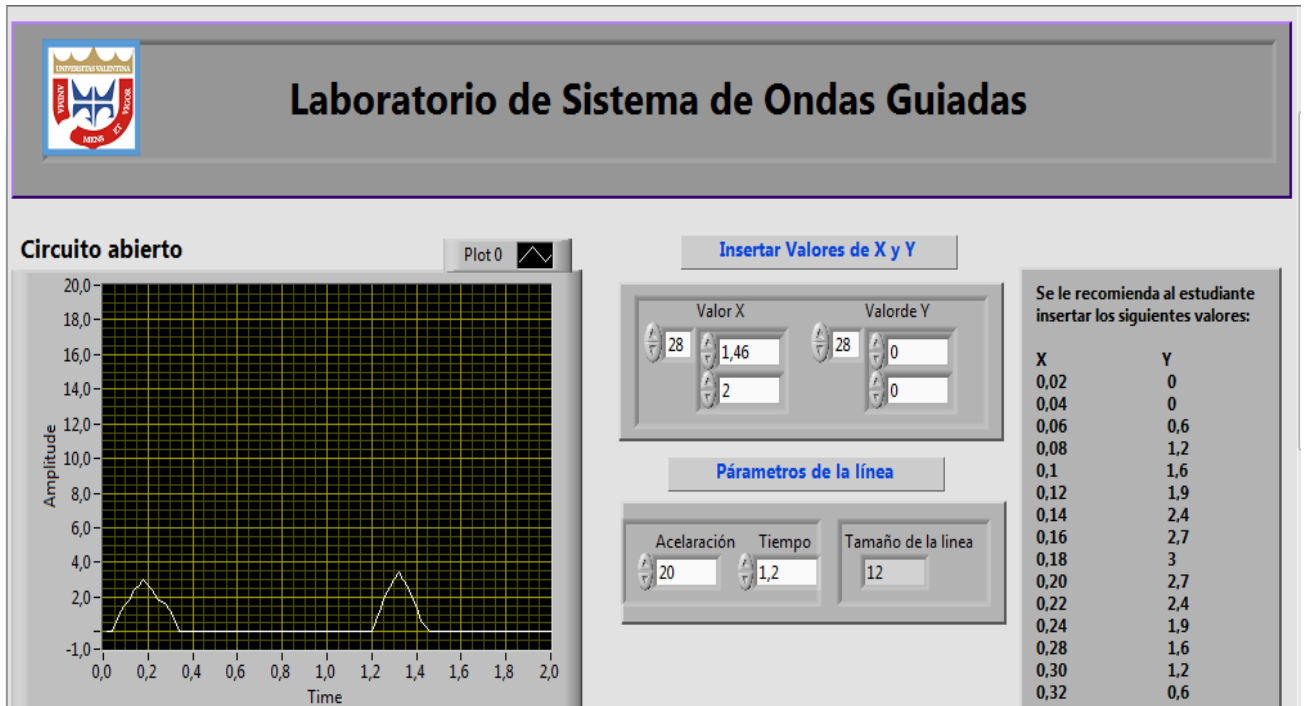 UNIVERSITAS VALENTINA
ANIMUS
MENS
ET
VIGOR
Laboratorio de Sistema de Ondas Guiadas
Circuito abierto
Plot 0
Amplitude
20,0
18,0
16,0
14,0
12,0
10,0
8,0
6,0
4,0
2,0
-1,0
0,0 0,2 0,4 0,6 0,8 1,0 1,2 1,4 1,6 1,8 2,0
Time
Insertar Valores de X y Y
Valor X Valorde Y
28 1,46 28 0
2 0
Párametros de la línea
Acelaración Tiempo Tamaño de la linea
20 1,2 12
Se le recomienda al estudiante
insertar los siguientes valores:
X Y
0,02 0
0,04 0
0,06 0,6
0,08 1,2
0,1 1,6
0,12 1,9
0,14 2,4
0,16 2,7
0,18 3
0,20 2,7
0,22 2,4
0,24 1,9
0,28 1,6
0,30 1,2
0,32 0,6